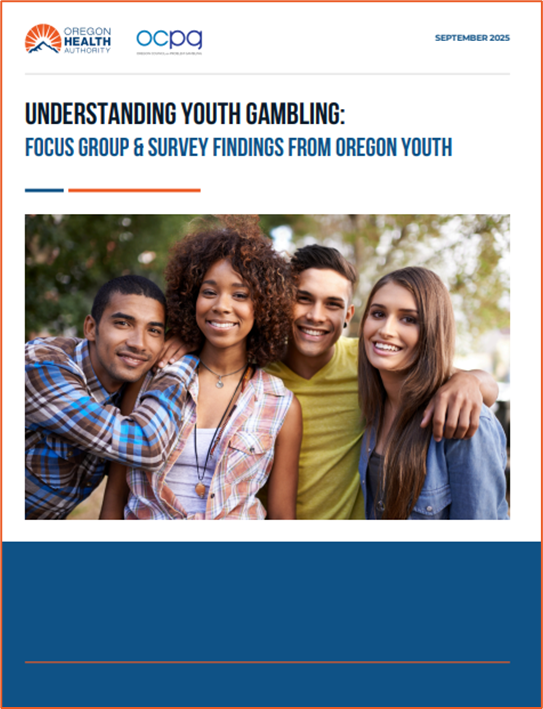 OREGON
HEALTH
AUTHORITY
ocpg
SEPTEMBER 2025
UNDERSTANDING YOUTH GAMBLING:
FOCUS GROUP & SURVEY FINDINGS FROM OREGON YOUTH